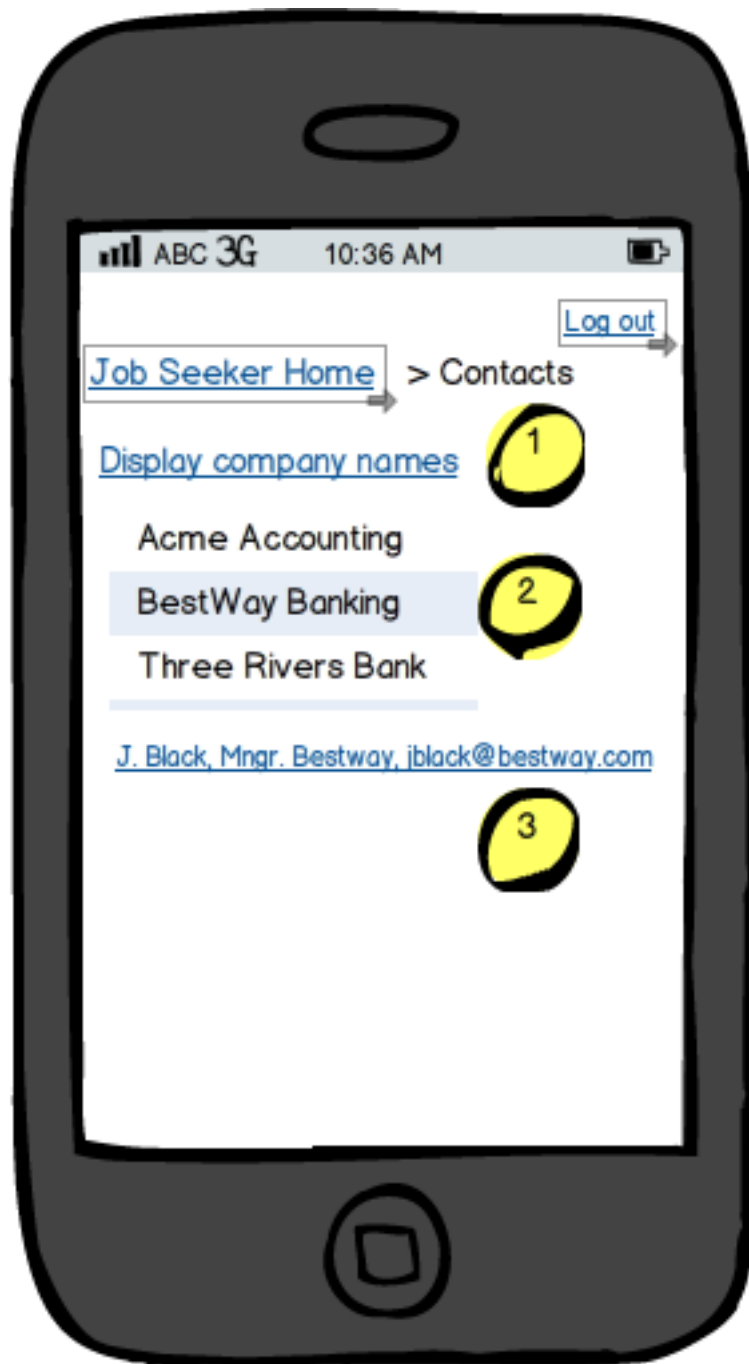 ABC 3G 10:36 AM
Log out
Job Seeker Home > Contacts
Display company names 1
Acme Accounting
BestWay Banking 2
Three Rivers Bank
J. Black, Mngr. Bestway, jblack@bestway.com
3